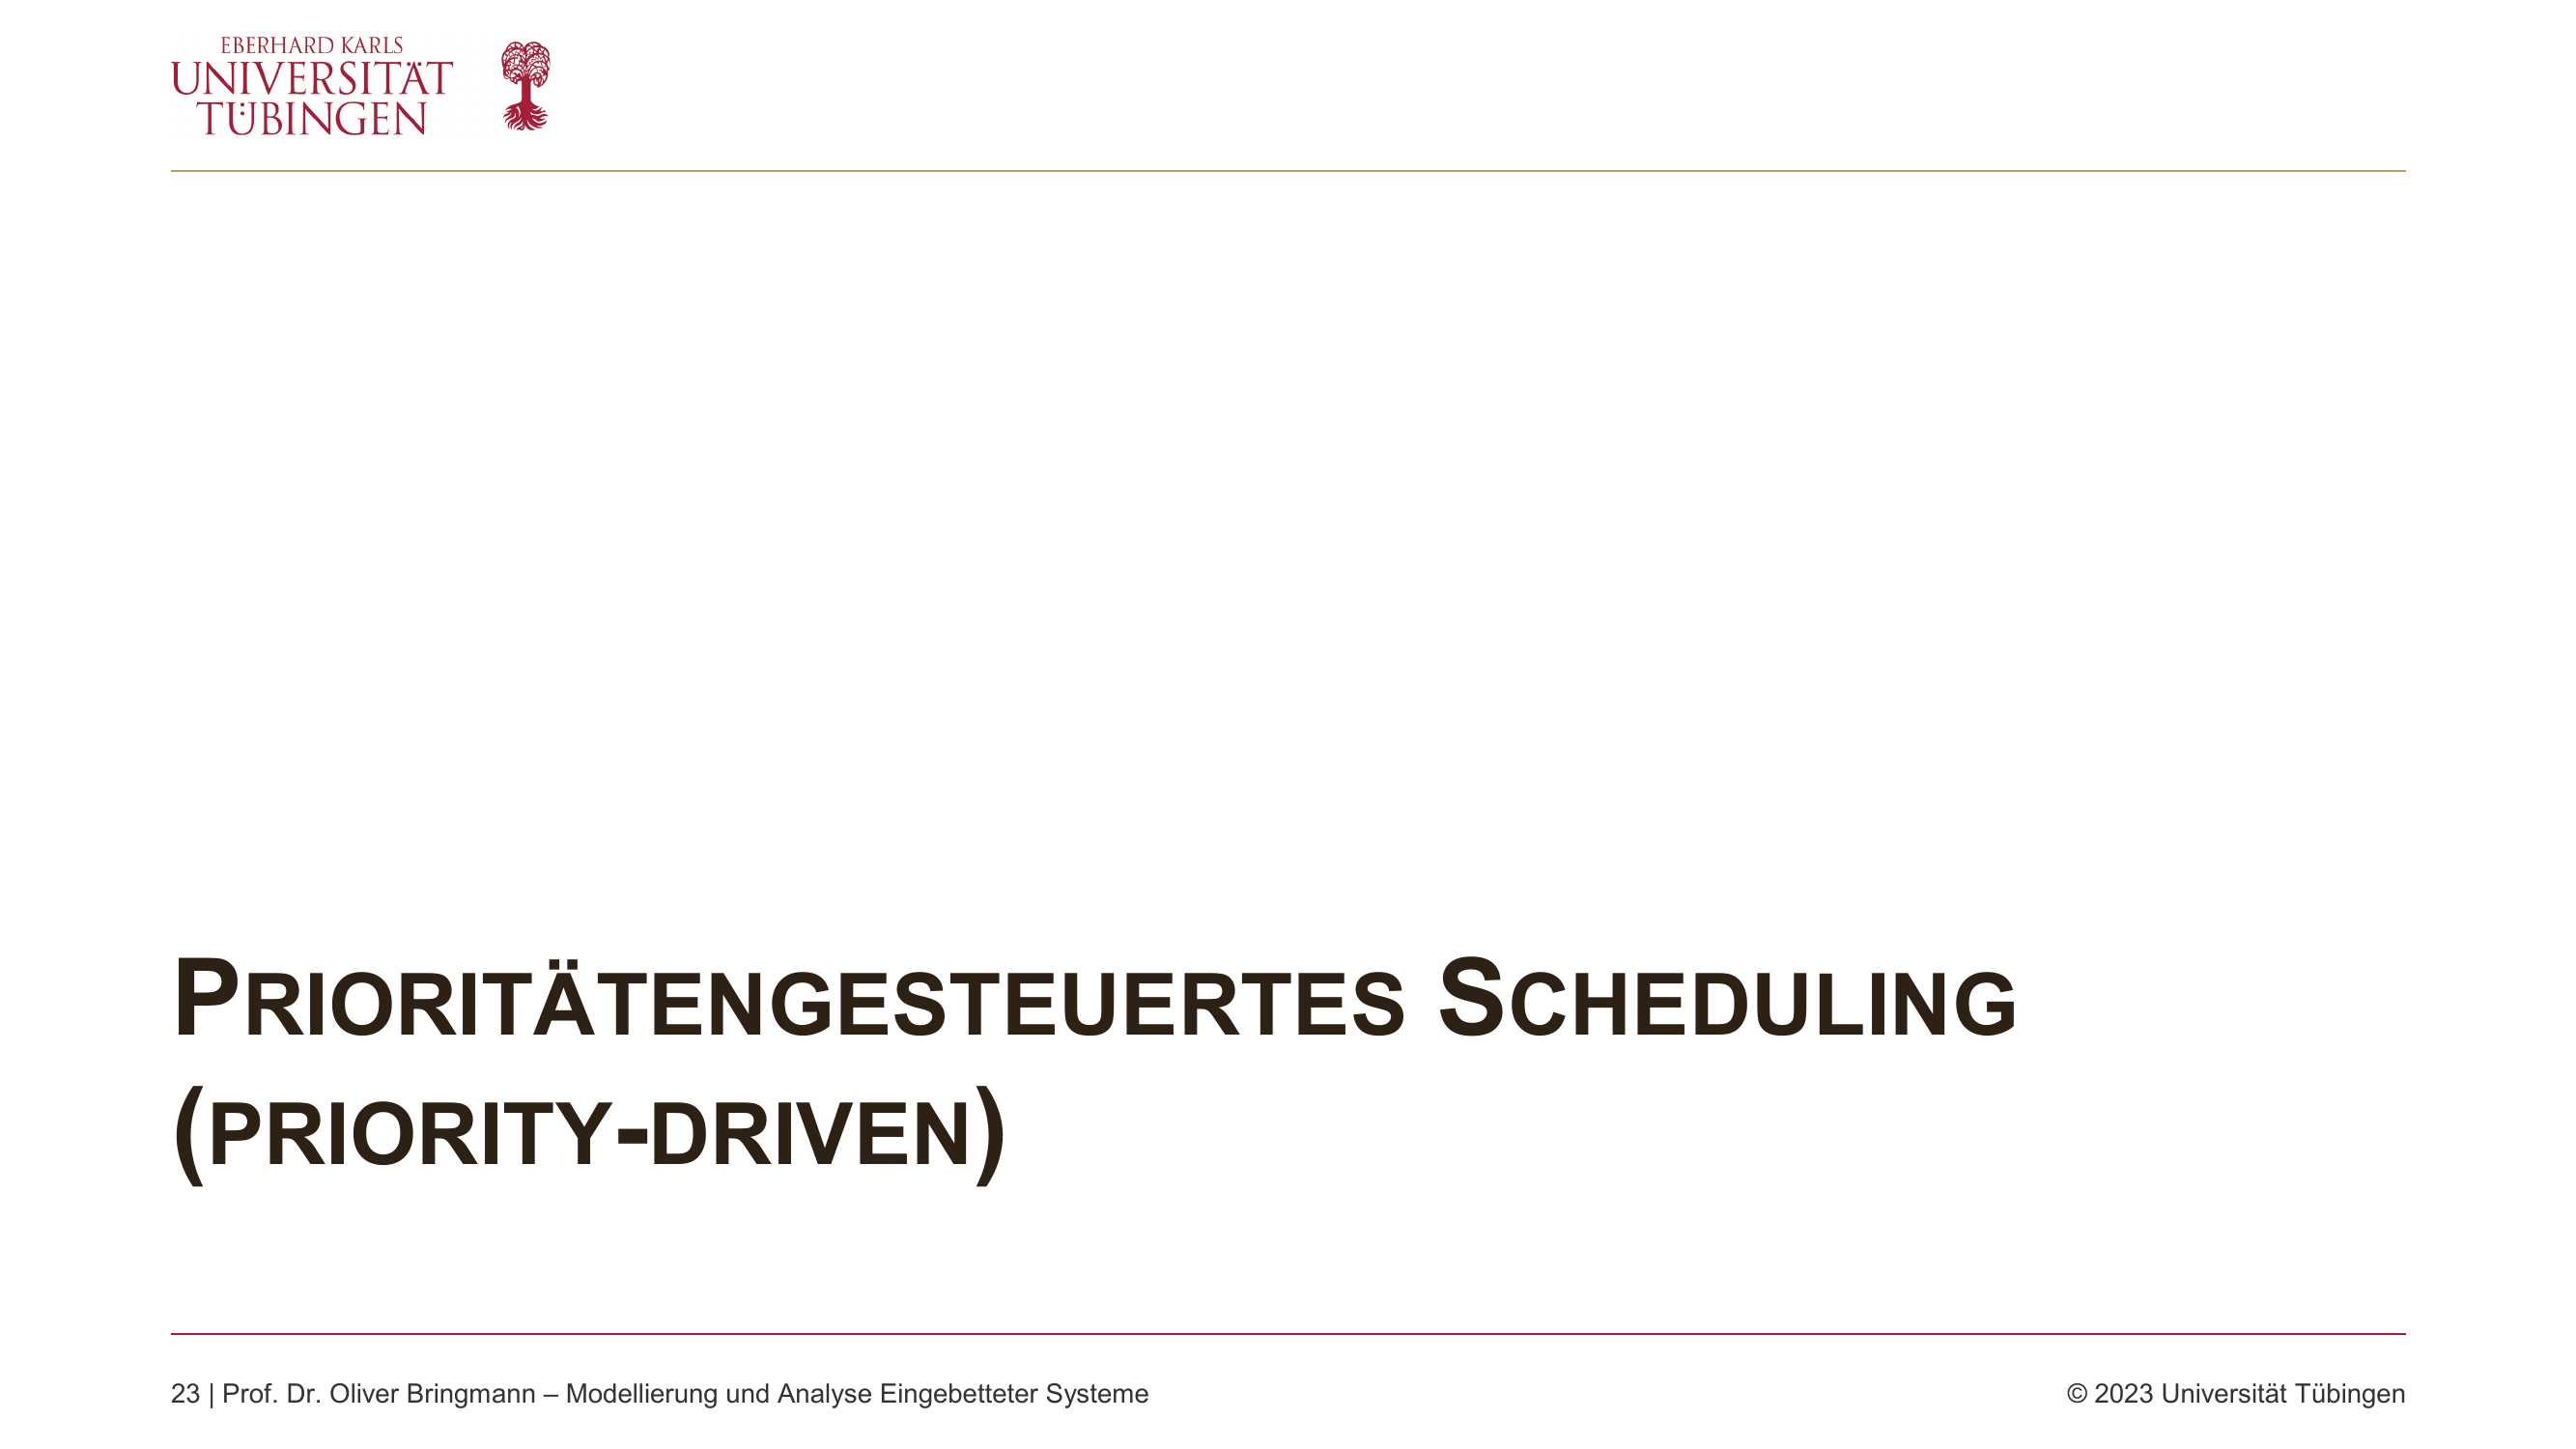 EBERHARD KARLS
UNIVERSITÄT
TÜBINGEN
PRIORITÄTENGESTEUERTES SCHEDULING
(PRIORITY-DRIVEN)
23 | Prof. Dr. Oliver Bringmann – Modellierung und Analyse Eingebetteter Systeme
© 2023 Universität Tübingen